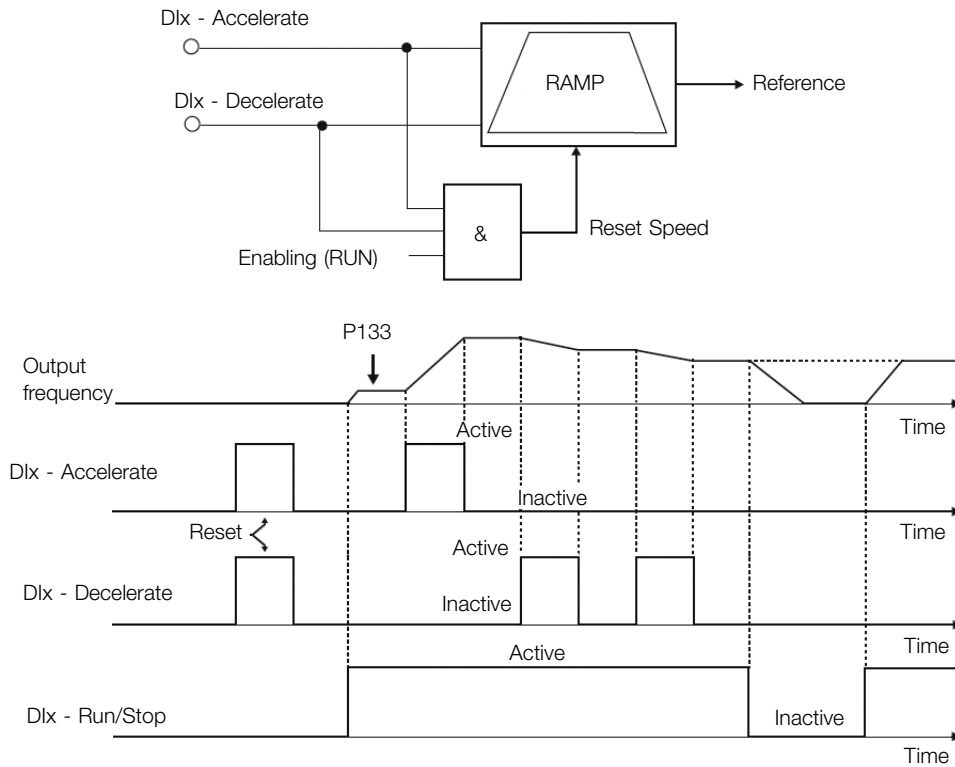 DIx - Accelerate
DIx - Decelerate
RAMP
Reference
&
Enabling (RUN)
Reset Speed
P133
Output
frequency
Time
Active
DIx - Accelerate
Inactive
Time
Reset
Active
DIx - Decelerate
Inactive
Time
Active
DIx - Run/Stop
Inactive
Time